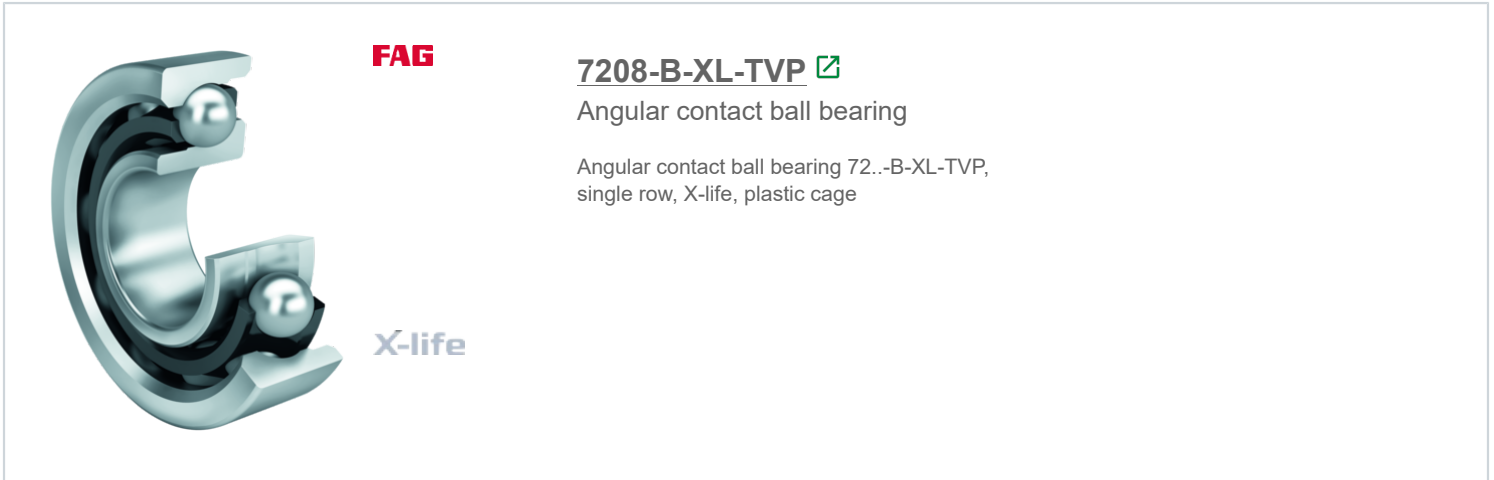 FAG
7208-B-XL-TVP
Angular contact ball bearing
Angular contact ball bearing 72..-B-XL-TVP,
single row, X-life, plastic cage
X-life